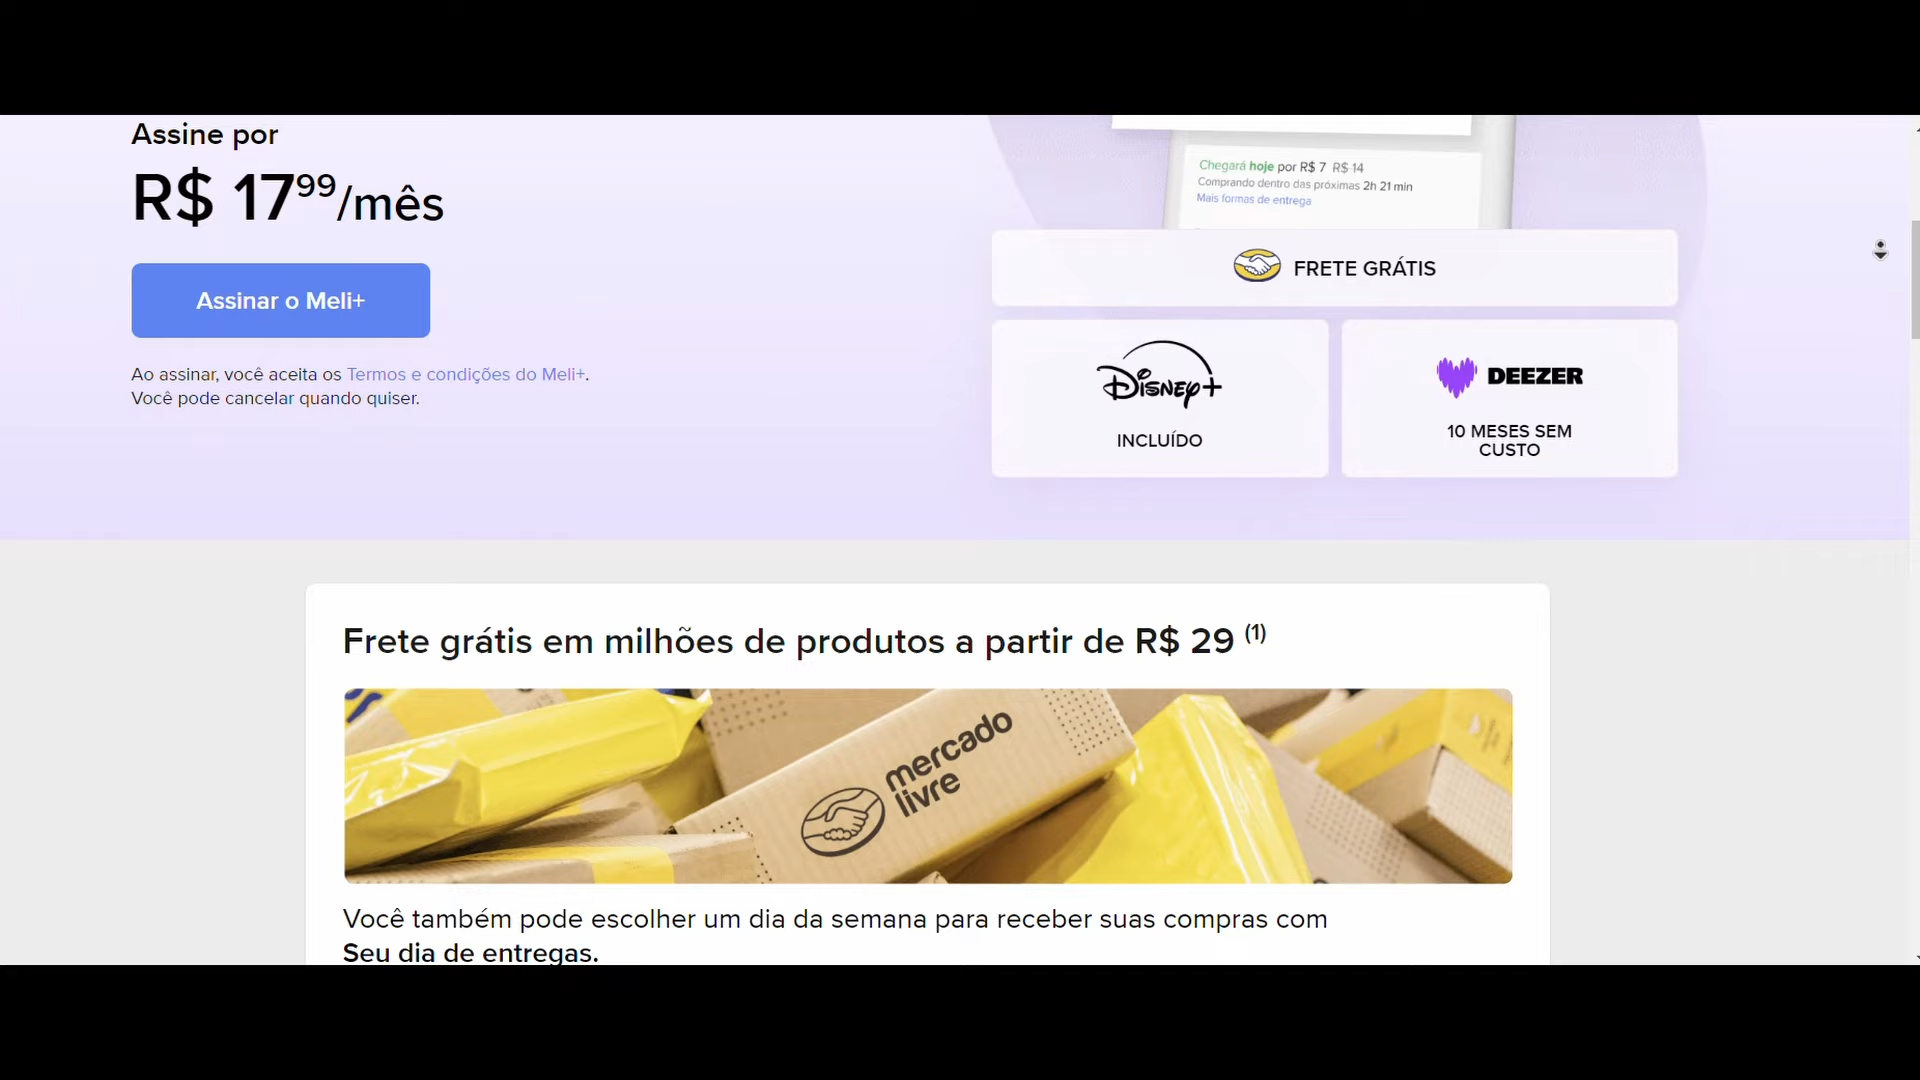 Assine por
R$ 17⁹⁹/mês
Assinar o Meli+
Ao assinar, você aceita os Termos e condições do Meli+.
Você pode cancelar quando quiser.
Chegará hoje por R$ 7 R$ 14
Comprando dentro das próximas 2h 21 min
Mais formas de entrega
FRETE GRÁTIS
Disney+
INCLUÍDO
DEEZER
10 MESES SEM
CUSTO
Frete grátis em milhões de produtos a partir de R$ 29 (1)
mercado
livre
Você também pode escolher um dia da semana para receber suas compras com
Seu dia de entregas.